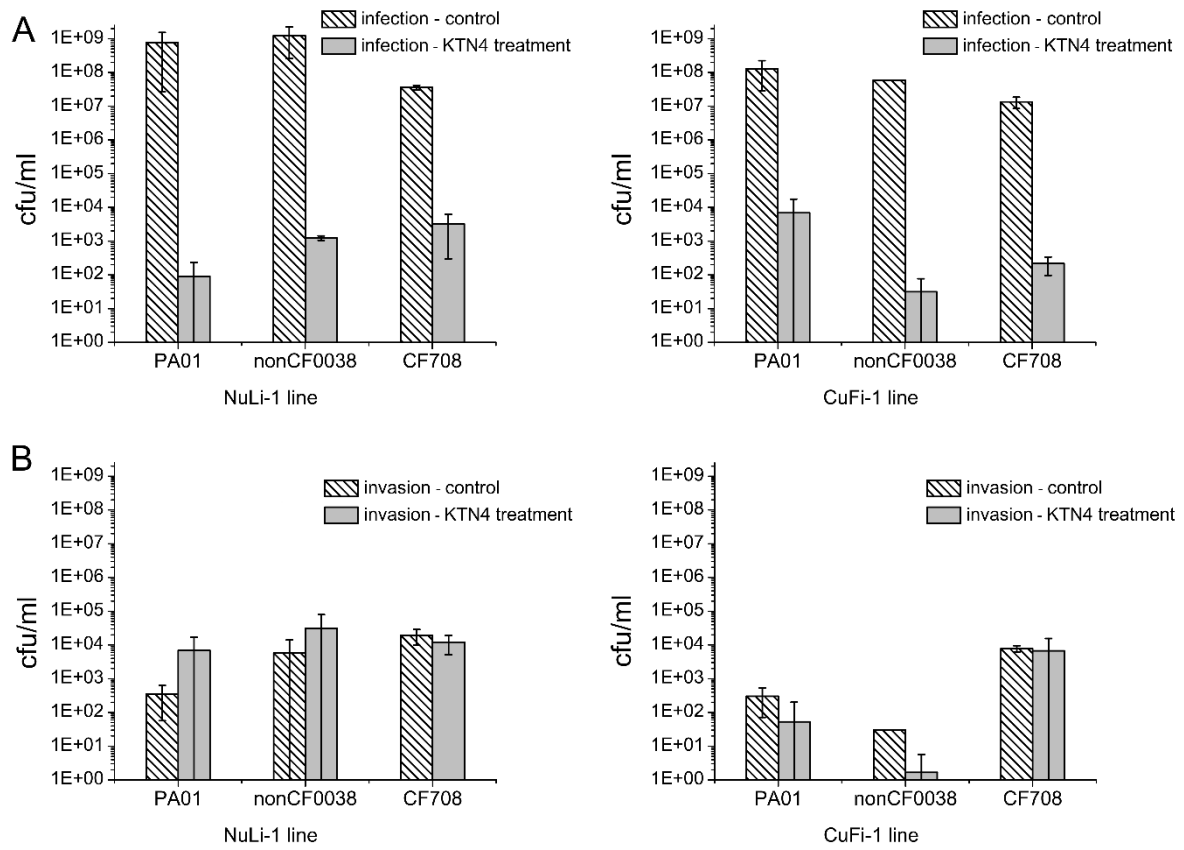 A
infection - control
infection - KTN4 treatment
cfu/ml
1E+09
1E+08
1E+07
1E+06
1E+05
1E+04
1E+03
1E+02
1E+01
1E+00
PA01 nonCF0038 CF708
NuLi-1 line
infection - control
infection - KTN4 treatment
cfu/ml
1E+09
1E+08
1E+07
1E+06
1E+05
1E+04
1E+03
1E+02
1E+01
1E+00
PA01 nonCF0038 CF708
CuFi-1 line
B
invasion - control
invasion - KTN4 treatment
cfu/ml
1E+09
1E+08
1E+07
1E+06
1E+05
1E+04
1E+03
1E+02
1E+01
1E+00
PA01 nonCF0038 CF708
NuLi-1 line
invasion - control
invasion - KTN4 treatment
cfu/ml
1E+09
1E+08
1E+07
1E+06
1E+05
1E+04
1E+03
1E+02
1E+01
1E+00
PA01 nonCF0038 CF708
CuFi-1 line